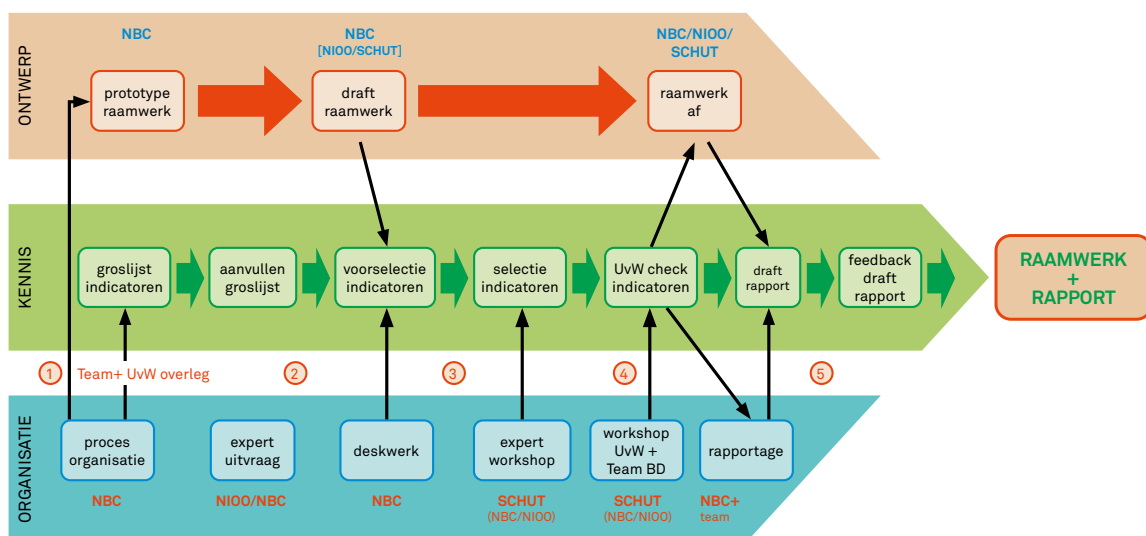 ONTWERP
NBC
NBC
[NIOO/SCHUT]
NBC/NIOO/
SCHUT
prototype
raamwerk
draft
raamwerk
raamwerk
af
KENNIS
groslijst
indicatoren
aanvullen
groslijst
voorselectie
indicatoren
selectie
indicatoren
UvW check
indicatoren
draft
rapport
feedback
draft
rapport
RAAMWERK
+
RAPPORT
1
Team+ UvW overleg
2
3
4
5
ORGANISATIE
proces
organisatie
expert
uitvraag
deskwerk
expert
workshop
workshop
UvW +
Team BD
rapportage
NBC
NIOO/NBC
NBC
SCHUT
(NBC/NIOO)
SCHUT
(NBC/NIOO)
NBC+
team